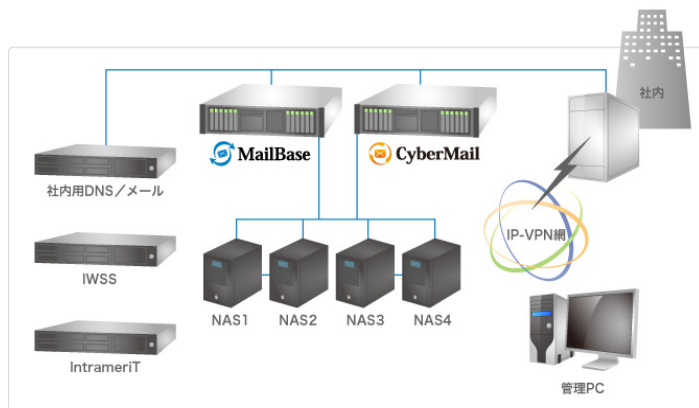 社内
MailBase
CyberMail
社内用DNS／メール
IP-VPN網
IWSS
NAS1
NAS2
NAS3
NAS4
IntrameriT
管理PC